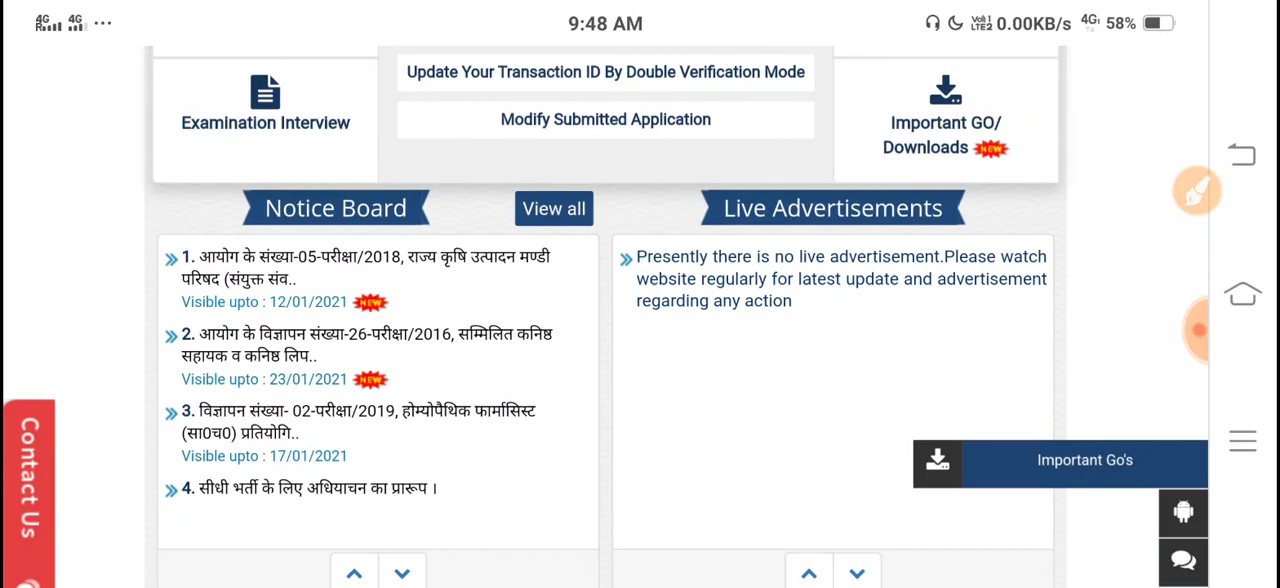 4G R 4G ... 9:48 AM VoII LTE2 0.00KB/s 4G 58%
Update Your Transaction ID By Double Verification Mode
Examination Interview
Modify Submitted Application
Important GO/
Downloads NEW
Notice Board
View all
Live Advertisements
1. आयोग के संख्या-05-परीक्षा/2018, राज्य कृषि उत्पादन मण्डी
परिषद (संयुक्त संव..
Visible upto : 12/01/2021 NEW
2. आयोग के विज्ञापन संख्या-26-परीक्षा/2016, सम्मिलित कनिष्ठ
सहायक व कनिष्ठ लिप..
Visible upto : 23/01/2021 NEW
3. विज्ञापन संख्या- 02-परीक्षा/2019, होम्योपैथिक फार्मासिस्ट
(सा0च0) प्रतियोगि..
Visible upto : 17/01/2021
4. सीधी भर्ती के लिए अधियाचन का प्रारूप ।
Presently there is no live advertisement.Please watch
website regularly for latest update and advertisement
regarding any action
Important Go's
Contact Us